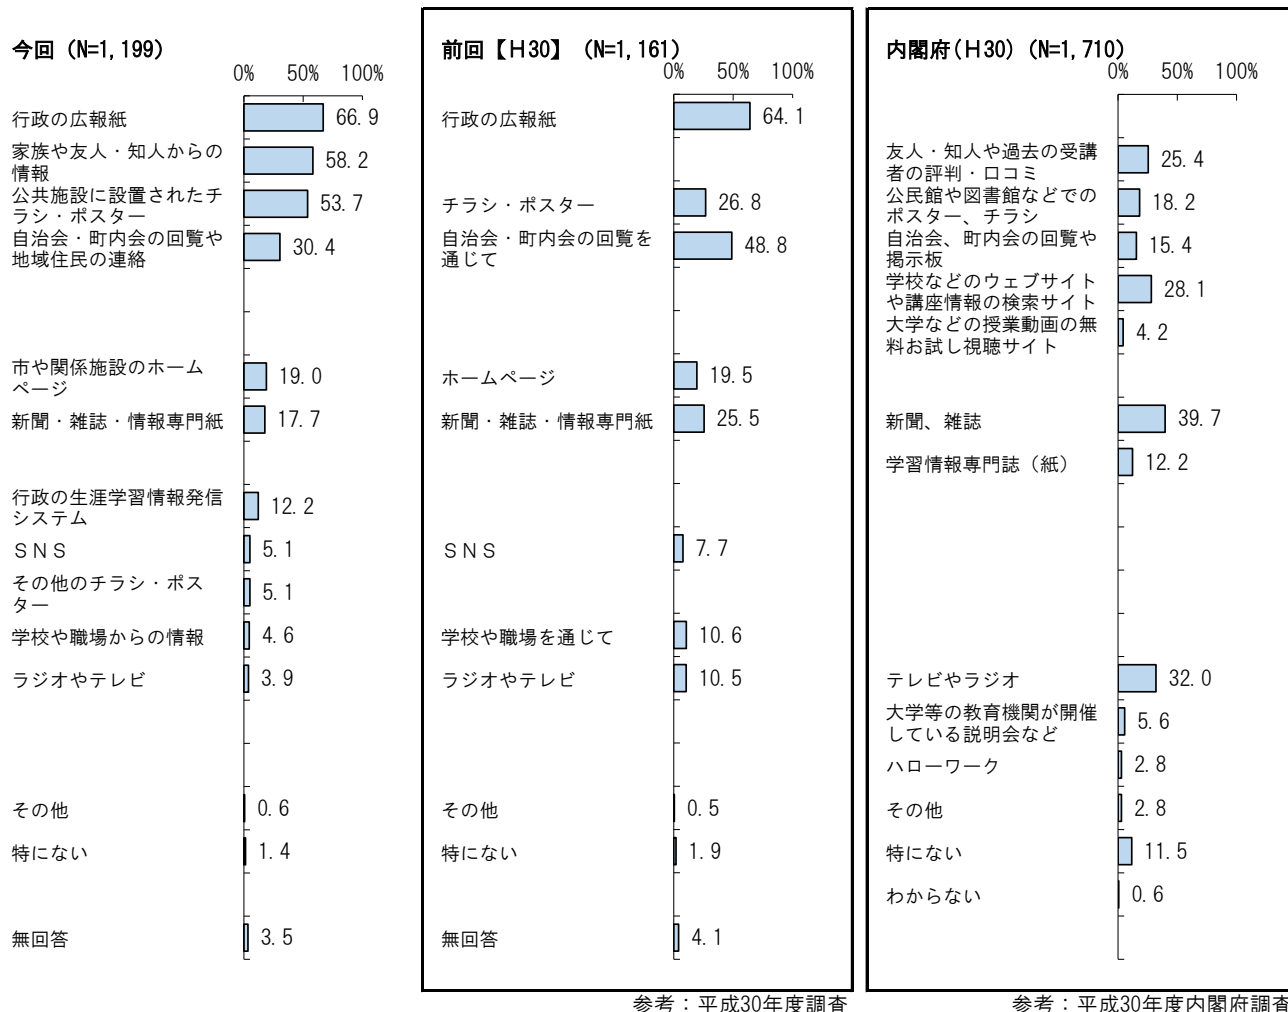 今回 (N=1,199)
0% 50% 100%
行政の広報紙 66.9
家族や友人・知人からの
情報
58.2
公共施設に設置されたチ
ラシ・ポスター
53.7
自治会・町内会の回覧や
地域住民の連絡
30.4
市や関係施設のホーム
ページ
19.0
新聞・雑誌・情報専門紙 17.7
行政の生涯学習情報発信
システム
12.2
ＳＮＳ 5.1
その他のチラシ・ポス
ター
5.1
学校や職場からの情報 4.6
ラジオやテレビ 3.9
その他 0.6
特にない 1.4
無回答 3.5
前回【Ｈ30】 (N=1,161)
0% 50% 100%
行政の広報紙 64.1
チラシ・ポスター 26.8
自治会・町内会の回覧を
通じて
48.8
ホームページ 19.5
新聞・雑誌・情報専門紙 25.5
ＳＮＳ 7.7
学校や職場を通じて 10.6
ラジオやテレビ 10.5
その他 0.5
特にない 1.9
無回答 4.1
参考：平成30年度調査
内閣府(Ｈ30) (N=1,710)
0% 50% 100%
友人・知人や過去の受講
者の評判・口コミ
25.4
公民館や図書館などでの
ポスター、チラシ
18.2
自治会、町内会の回覧や
掲示板
15.4
学校などのウェブサイト
や講座情報の検索サイト
28.1
大学などの授業動画の無
料お試し視聴サイト
4.2
新聞、雑誌 39.7
学習情報専門誌（紙） 12.2
テレビやラジオ 32.0
大学等の教育機関が開催
している説明会など
5.6
ハローワーク 2.8
その他 2.8
特にない 11.5
わからない 0.6
参考：平成30年度内閣府調査